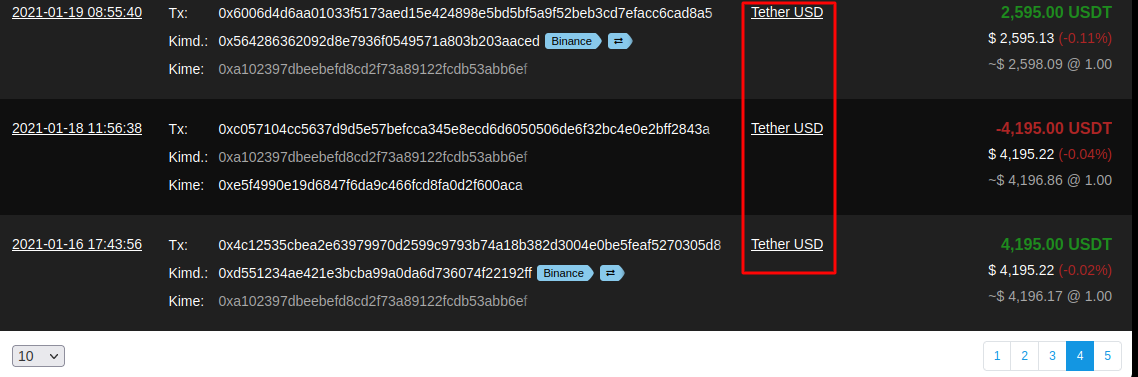 2021-01-19 08:55:40 Tx: 0x6006d4d6aa01033f5173aed15e424898e5bd5bf5a9f52beb3cd7efacc6cad8a5 Tether USD 2,595.00 USDT
Kimd.: 0x564286362092d8e7936f0549571a803b203aaced Binance ⇄ $ 2,595.13 (-0.11%)
Kime: 0xa102397dbeebefd8cd2f73a89122fcdb53abb6ef ~$ 2,598.09 @ 1.00
2021-01-18 11:56:38 Tx: 0xc057104cc5637d9d5e57befcca345e8ecd6d6050506de6f32bc4e0e2bff2843a Tether USD -4,195.00 USDT
Kimd.: 0xa102397dbeebefd8cd2f73a89122fcdb53abb6ef $ 4,195.22 (-0.04%)
Kime: 0xe5f4990e19d6847f6da9c466fcd8fa0d2f600aca ~$ 4,196.86 @ 1.00
2021-01-16 17:43:56 Tx: 0x4c12535cbea2e63979970d2599c9793b74a18b382d3004e0be5feaf5270305d8 Tether USD 4,195.00 USDT
Kimd.: 0xd551234ae421e3bcba99a0da6d736074f22192ff Binance ⇄ $ 4,195.22 (-0.02%)
Kime: 0xa102397dbeebefd8cd2f73a89122fcdb53abb6ef ~$ 4,196.17 @ 1.00
10 1 2 3 4 5